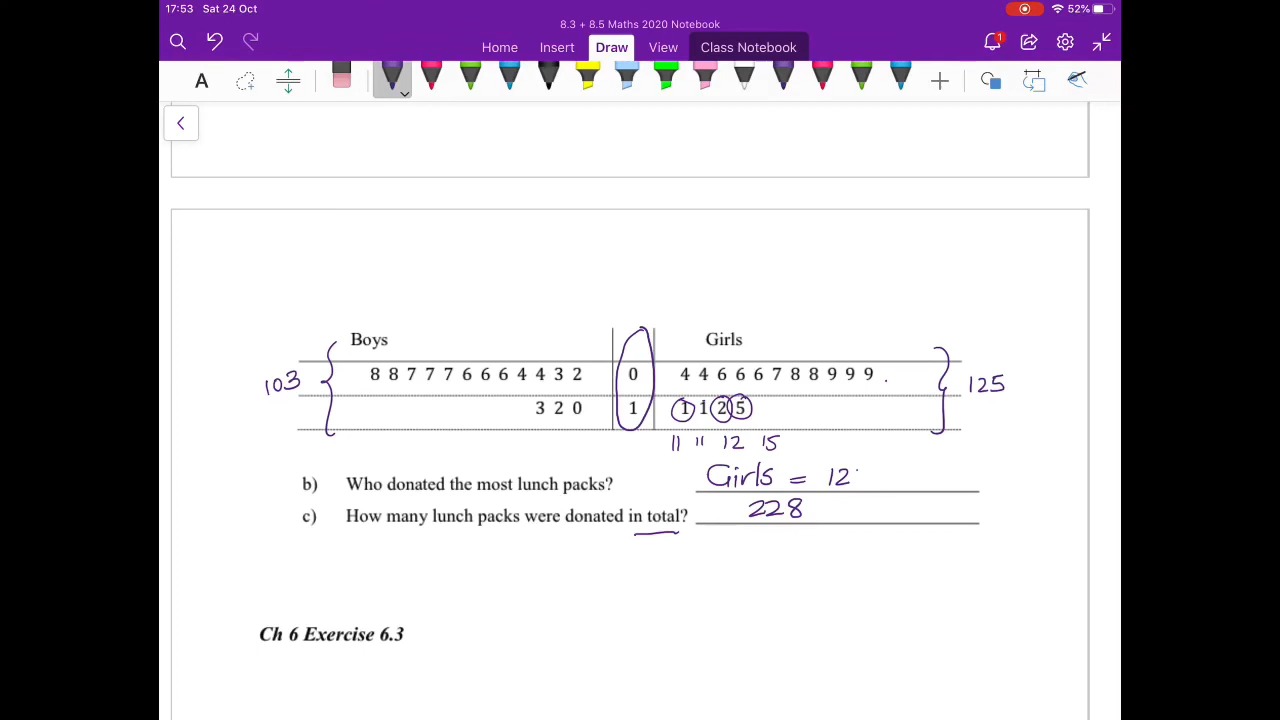 17:53 Sat 24 Oct
52%
8.3 + 8.5 Maths 2020 Notebook
Home Insert Draw View Class Notebook
1
A
Boys Girls
8 8 7 7 7 6 6 6 4 4 3 2 0 4 4 6 6 6 7 8 8 9 9 9 .
103 125
3 2 0 1 1 1 2 5
11 11 12 15
b) Who donated the most lunch packs? Girls = 12
c) How many lunch packs were donated in total? 228
Ch 6 Exercise 6.3